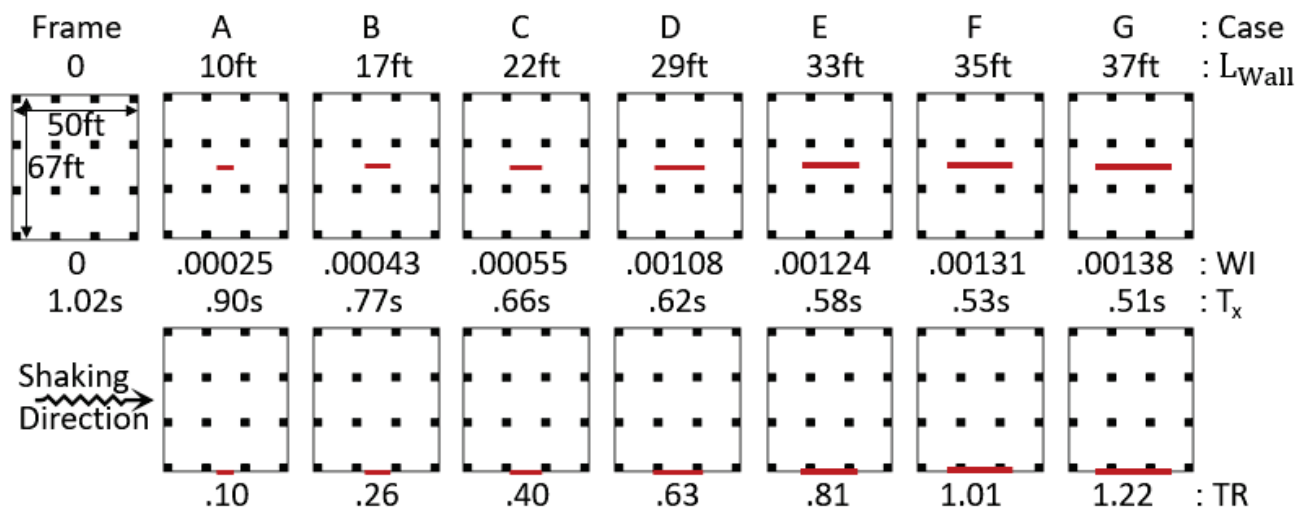 Frame A B C D E F G : Case
0 10ft 17ft 22ft 29ft 33ft 35ft 37ft : L_Wall
50ft
67ft
0 .00025 .00043 .00055 .00108 .00124 .00131 .00138 : WI
1.02s .90s .77s .66s .62s .58s .53s .51s : Tₓ
Shaking
Direction
.10 .26 .40 .63 .81 1.01 1.22 : TR